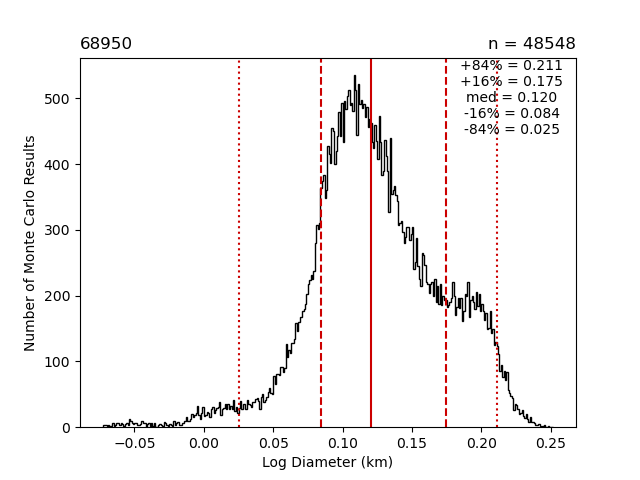 68950
n = 48548
+84% = 0.211
+16% = 0.175
med = 0.120
-16% = 0.084
-84% = 0.025
500
400
300
200
100
0
Number of Monte Carlo Results
−0.05 0.00 0.05 0.10 0.15 0.20 0.25
Log Diameter (km)